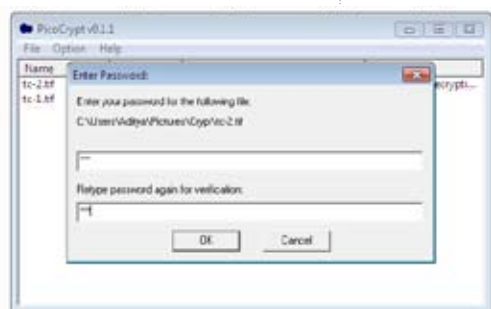 PicoCrypt v0.1.1
File Option Help
Name
tc-2.tif
tc-1.tif
Enter Password:
Enter your password for the following file:
C:\Users\Aditya\Pictures\Cryp\tc-2.tif
Retype password again for verification:
OK
Cancel